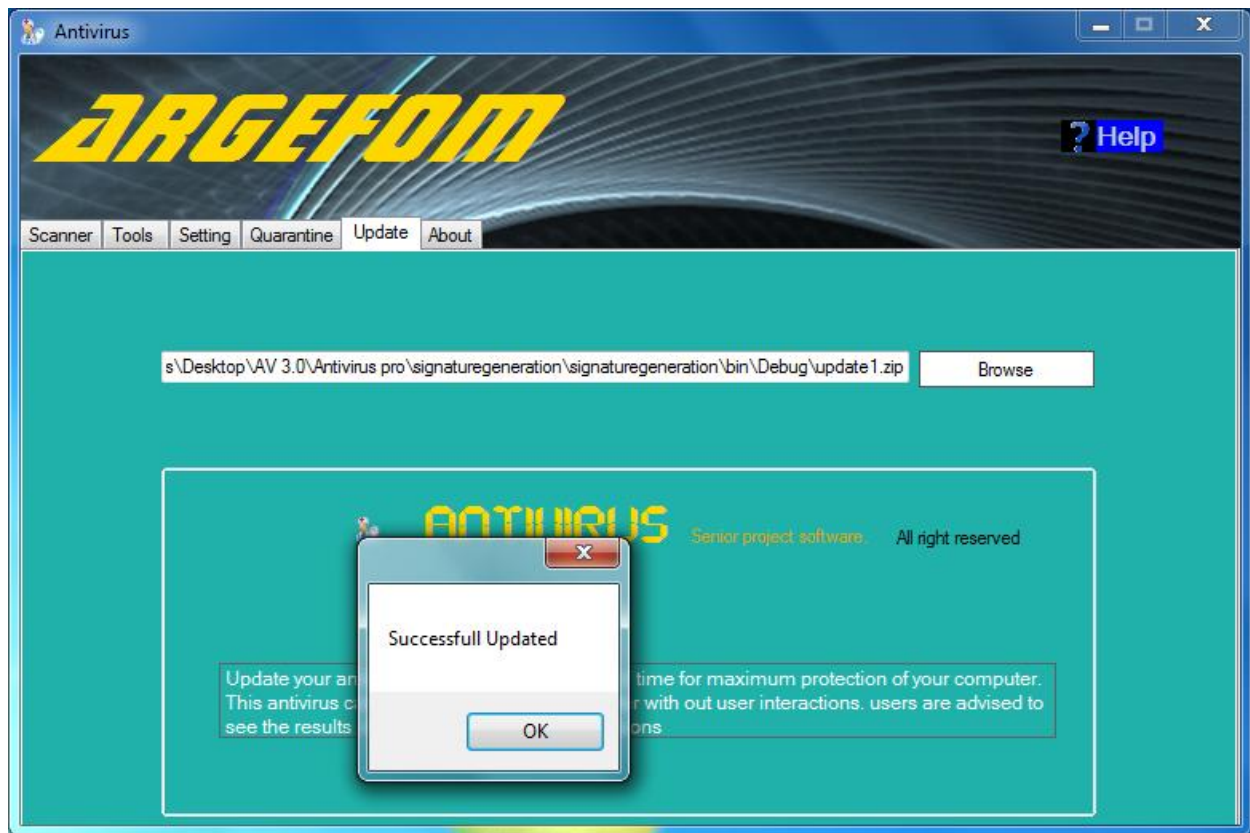 Antivirus
ARGEFOM
? Help
Scanner Tools Setting Quarantine Update About
s\Desktop\AV 3.0\Antivirus pro\signaturegeneration\signaturegeneration\bin\Debug\update1.zip Browse
ANTIVIRUS Senior project software. All right reserved
Successfull Updated
Update your time for maximum protection of your computer.
This antivirus with out user interactions. users are advised to
see the results
OK